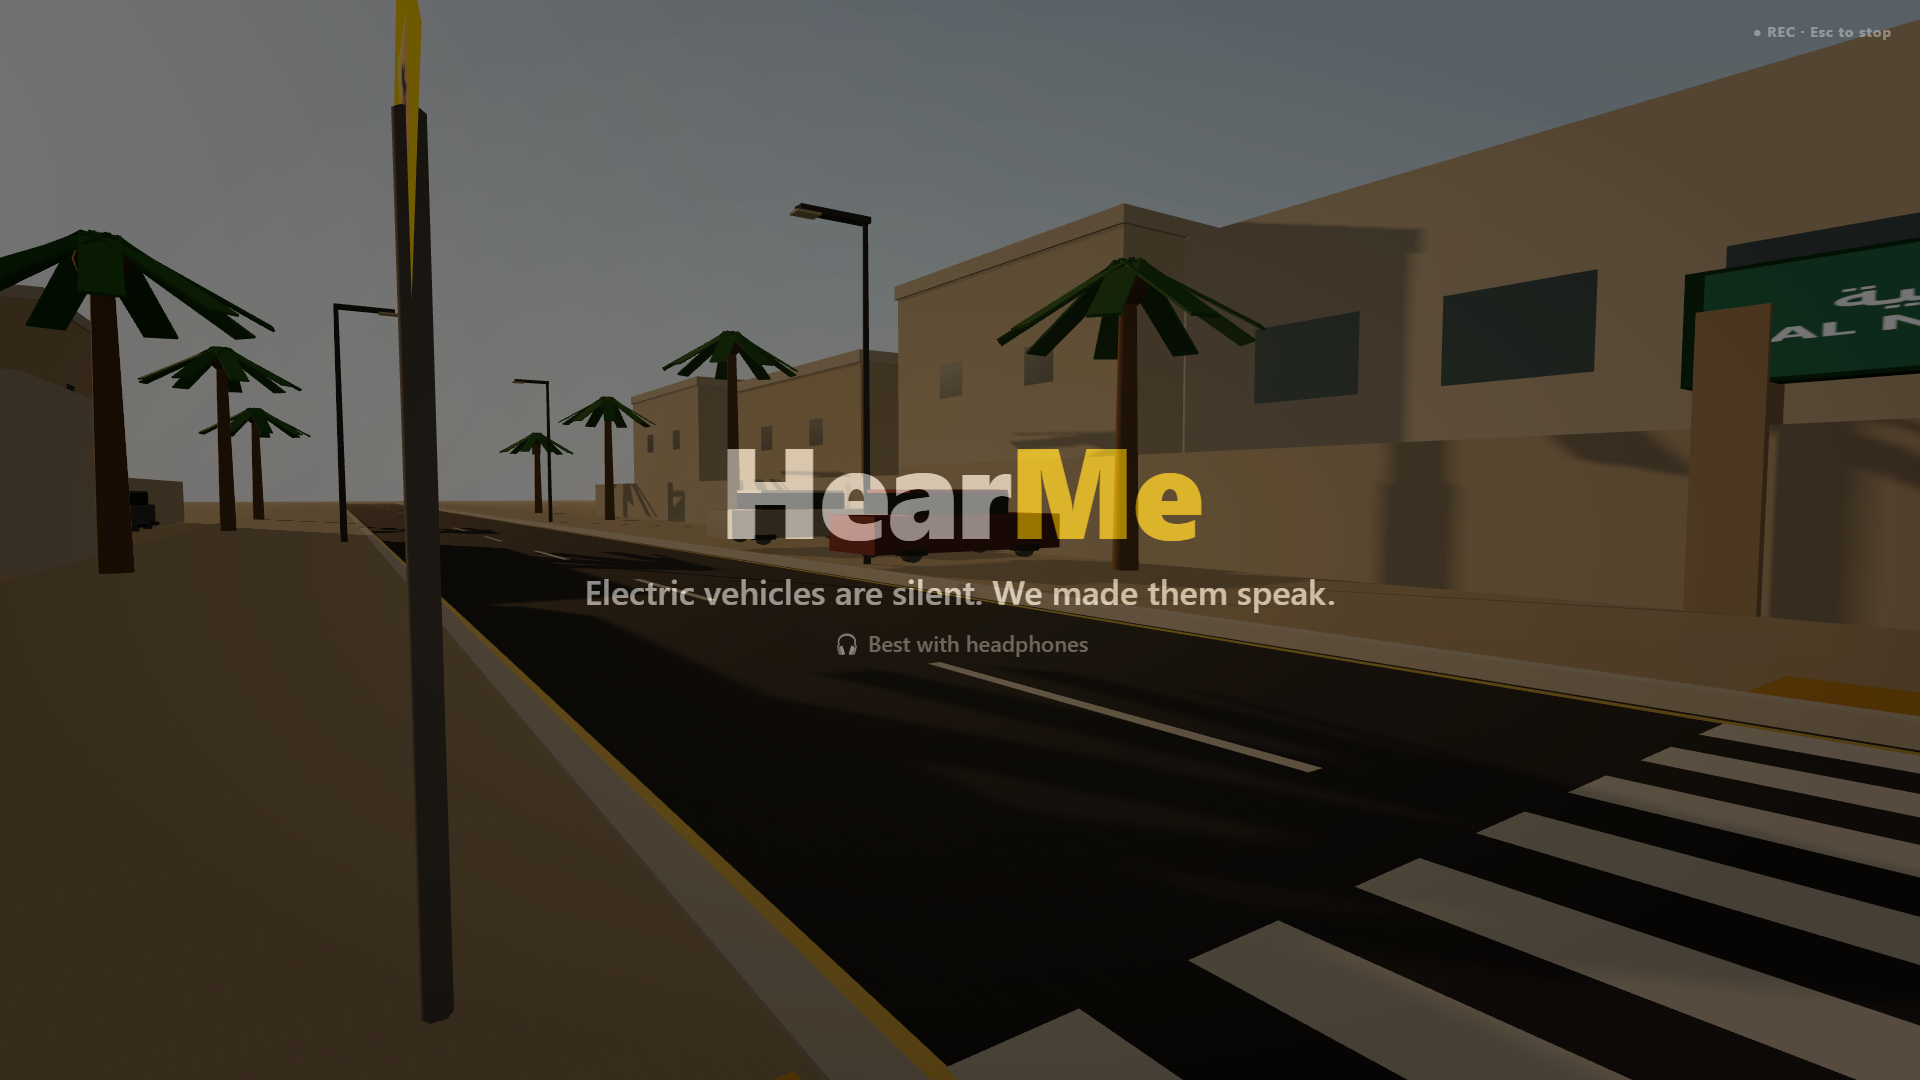 ● REC · Esc to stop
AL
HearMe
Electric vehicles are silent. We made them speak.
🎧 Best with headphones